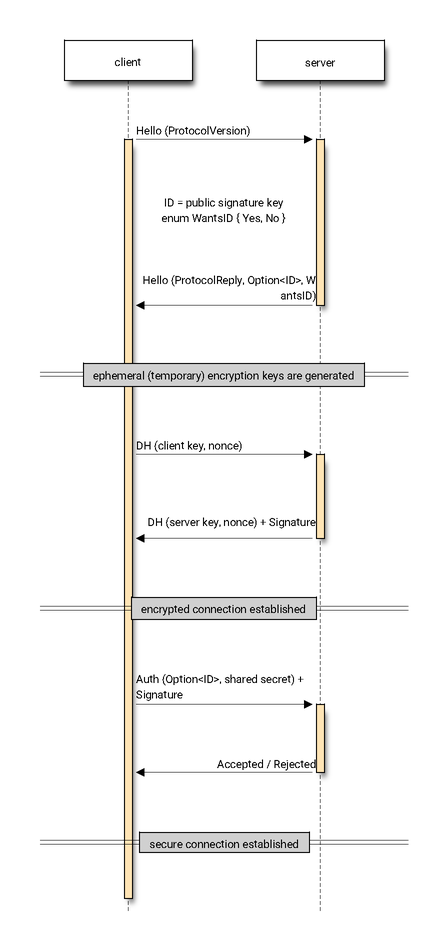 client
server
Hello (ProtocolVersion)
ID = public signature key
enum WantsID { Yes, No }
Hello (ProtocolReply, Option<ID>, W
antsID)
ephemeral (temporary) encryption keys are generated
DH (client key, nonce)
DH (server key, nonce) + Signature
encrypted connection established
Auth (Option<ID>, shared secret) +
Signature
Accepted / Rejected
secure connection established